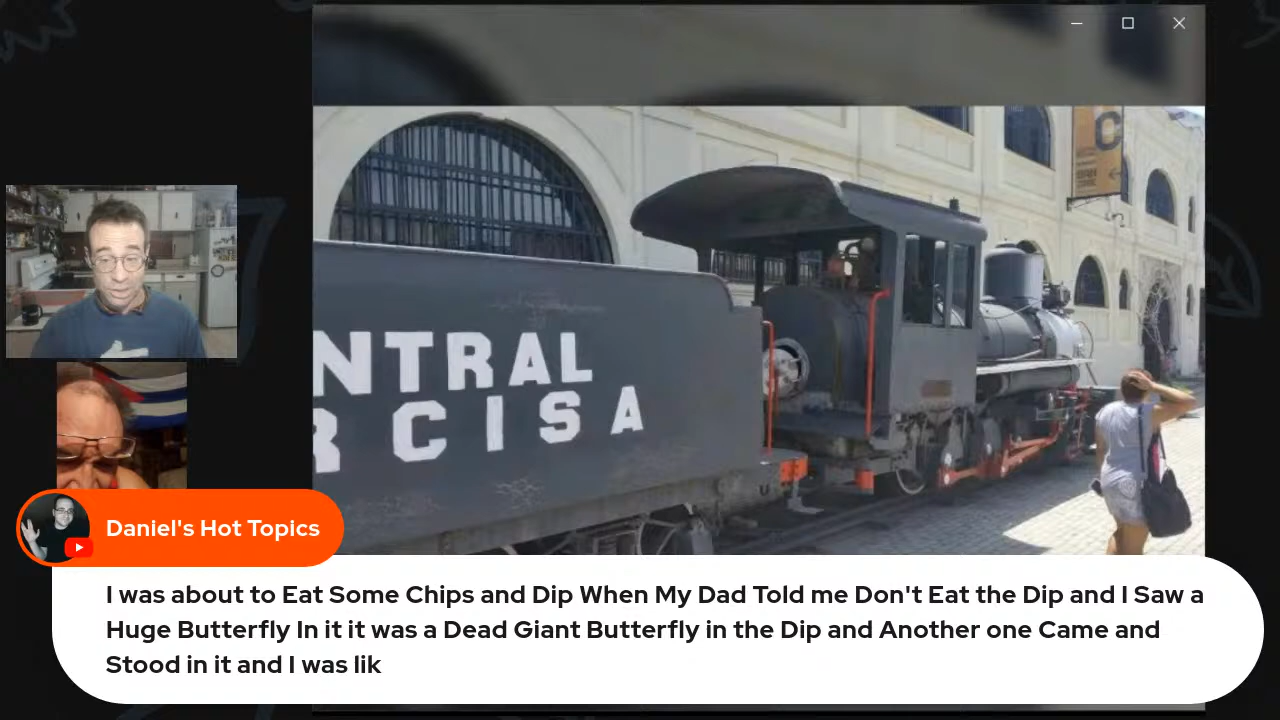 C
NTRAL
RCISA
Daniel's Hot Topics
I was about to Eat Some Chips and Dip When My Dad Told me Don't Eat the Dip and I Saw a
Huge Butterfly In it it was a Dead Giant Butterfly in the Dip and Another one Came and
Stood in it and I was lik